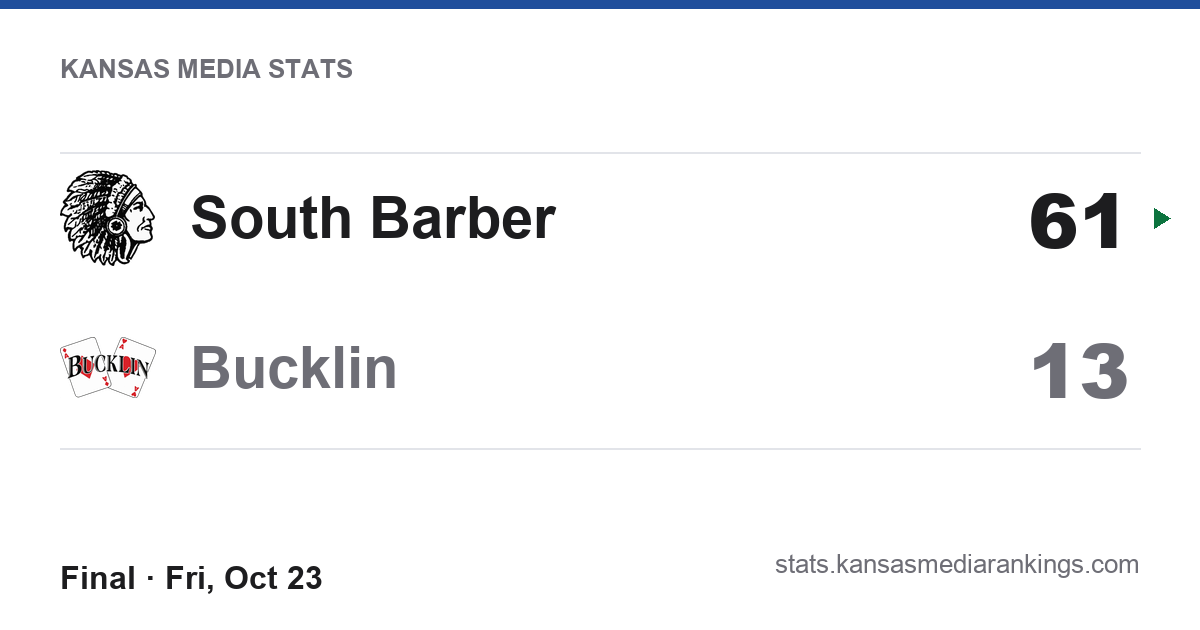 KANSAS MEDIA STATS
South Barber
61
BUCKLIN
Bucklin
13
Final · Fri, Oct 23
stats.kansasmediarankings.com